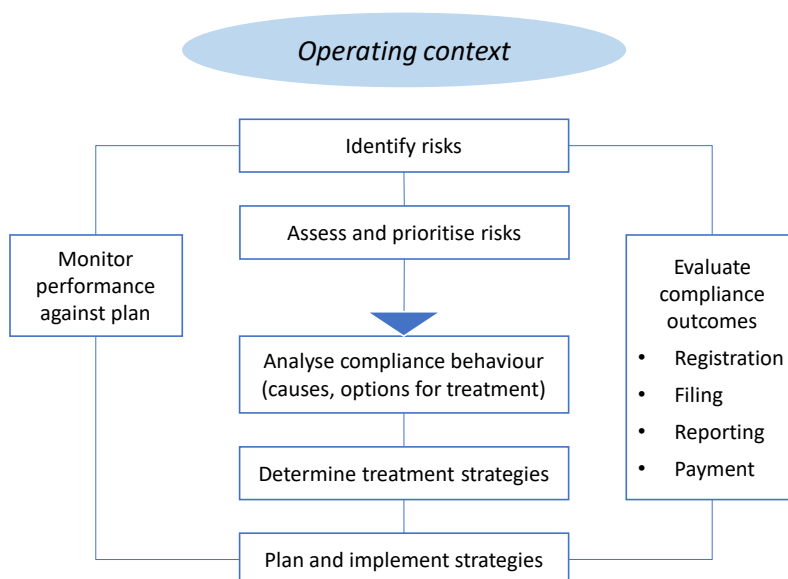 Operating context
Identify risks
Assess and prioritise risks
Monitor
performance
against plan
Analyse compliance behaviour
(causes, options for treatment)
Determine treatment strategies
Plan and implement strategies
Evaluate
compliance
outcomes
• Registration
• Filing
• Reporting
• Payment